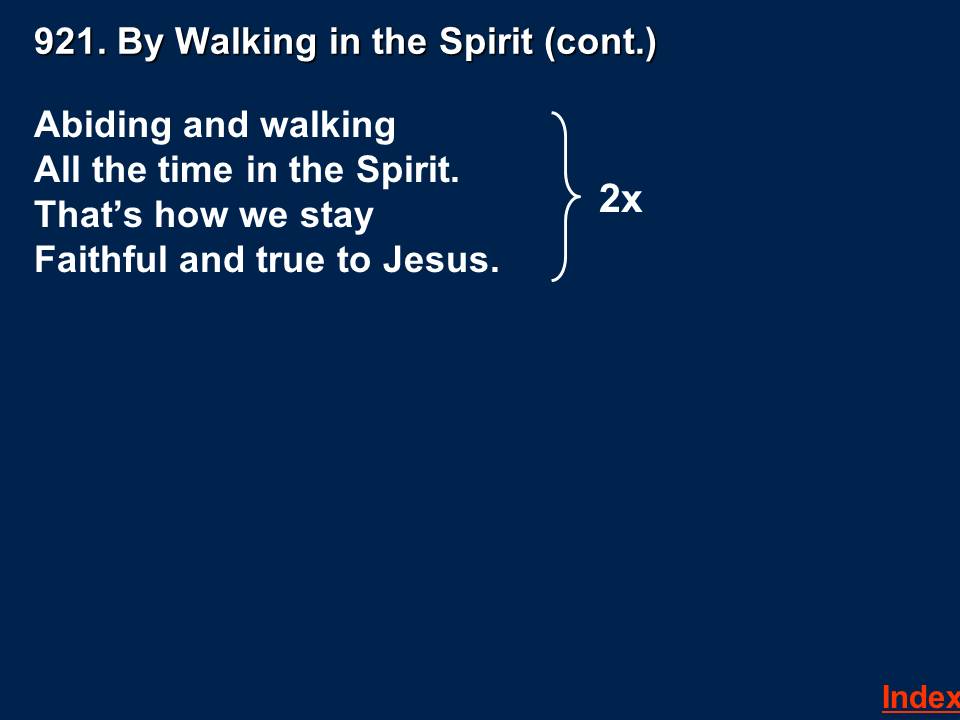 921. By Walking in the Spirit (cont.)
Abiding and walking
All the time in the Spirit.
That’s how we stay
Faithful and true to Jesus.
2x
Index